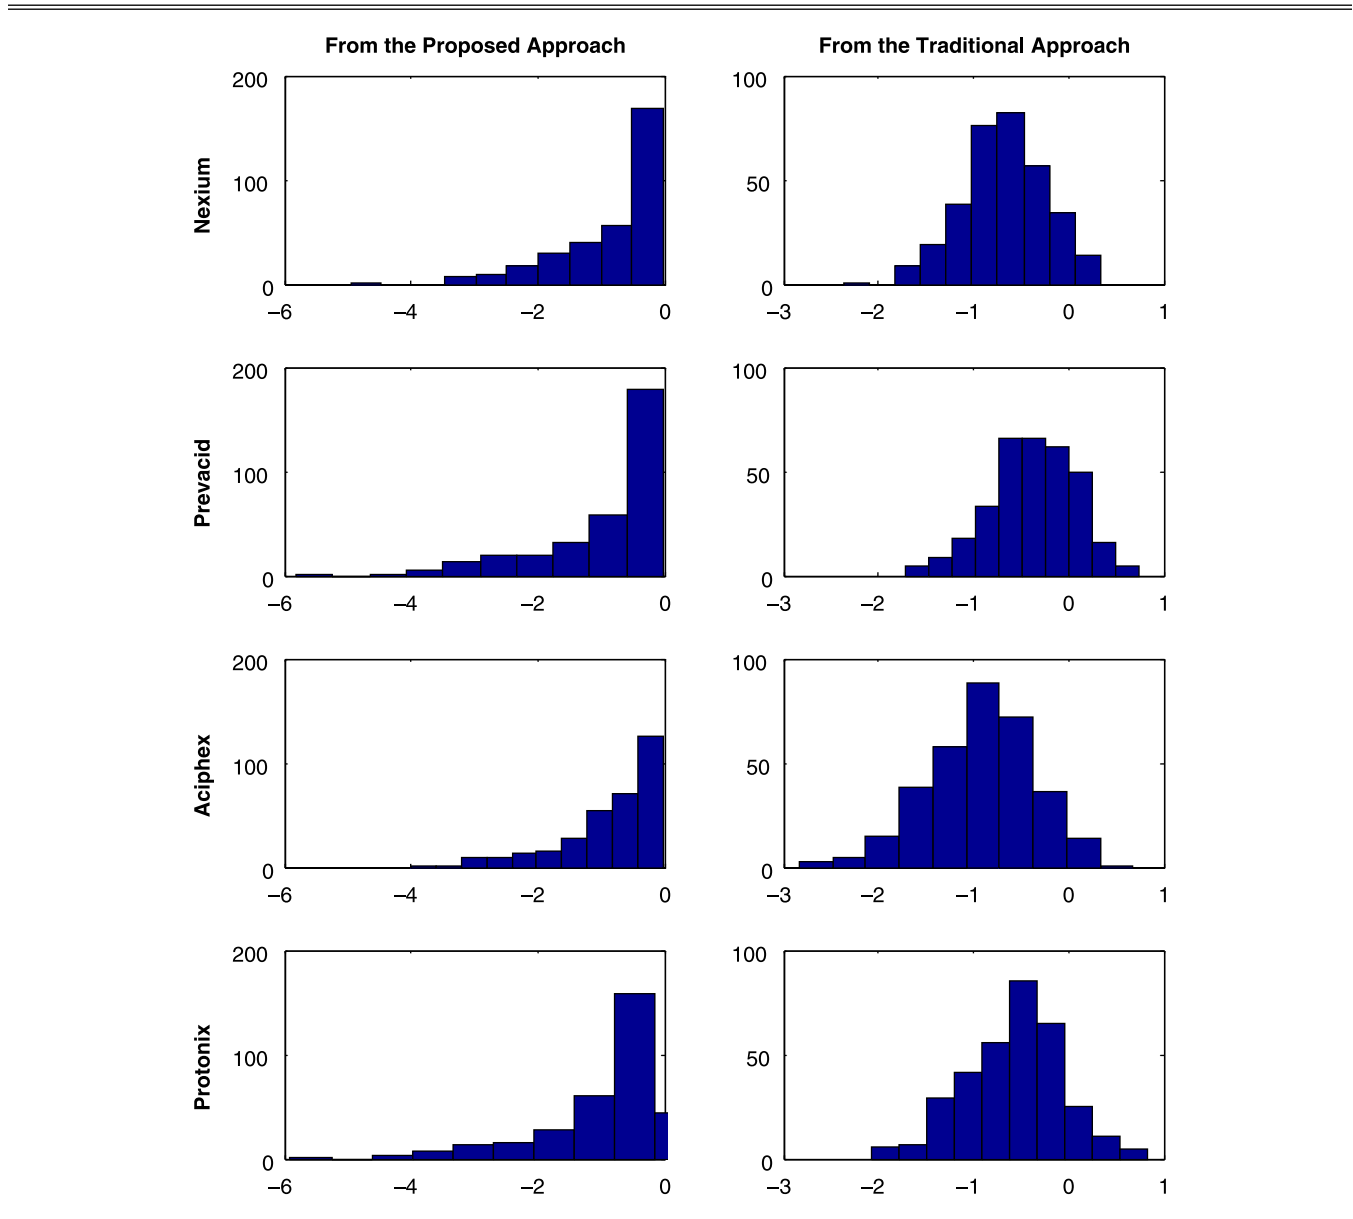 From the Proposed Approach From the Traditional Approach
Nexium
200 100
100 50
0 0
–6 –4 –2 0 –3 –2 –1 0 1
Prevacid
200 100
100 50
0 0
–6 –4 –2 0 –3 –2 –1 0 1
Aciphex
200 100
100 50
0 0
–6 –4 –2 0 –3 –2 –1 0 1
Protonix
200 100
100 50
0 0
–6 –4 –2 0 –3 –2 –1 0 1